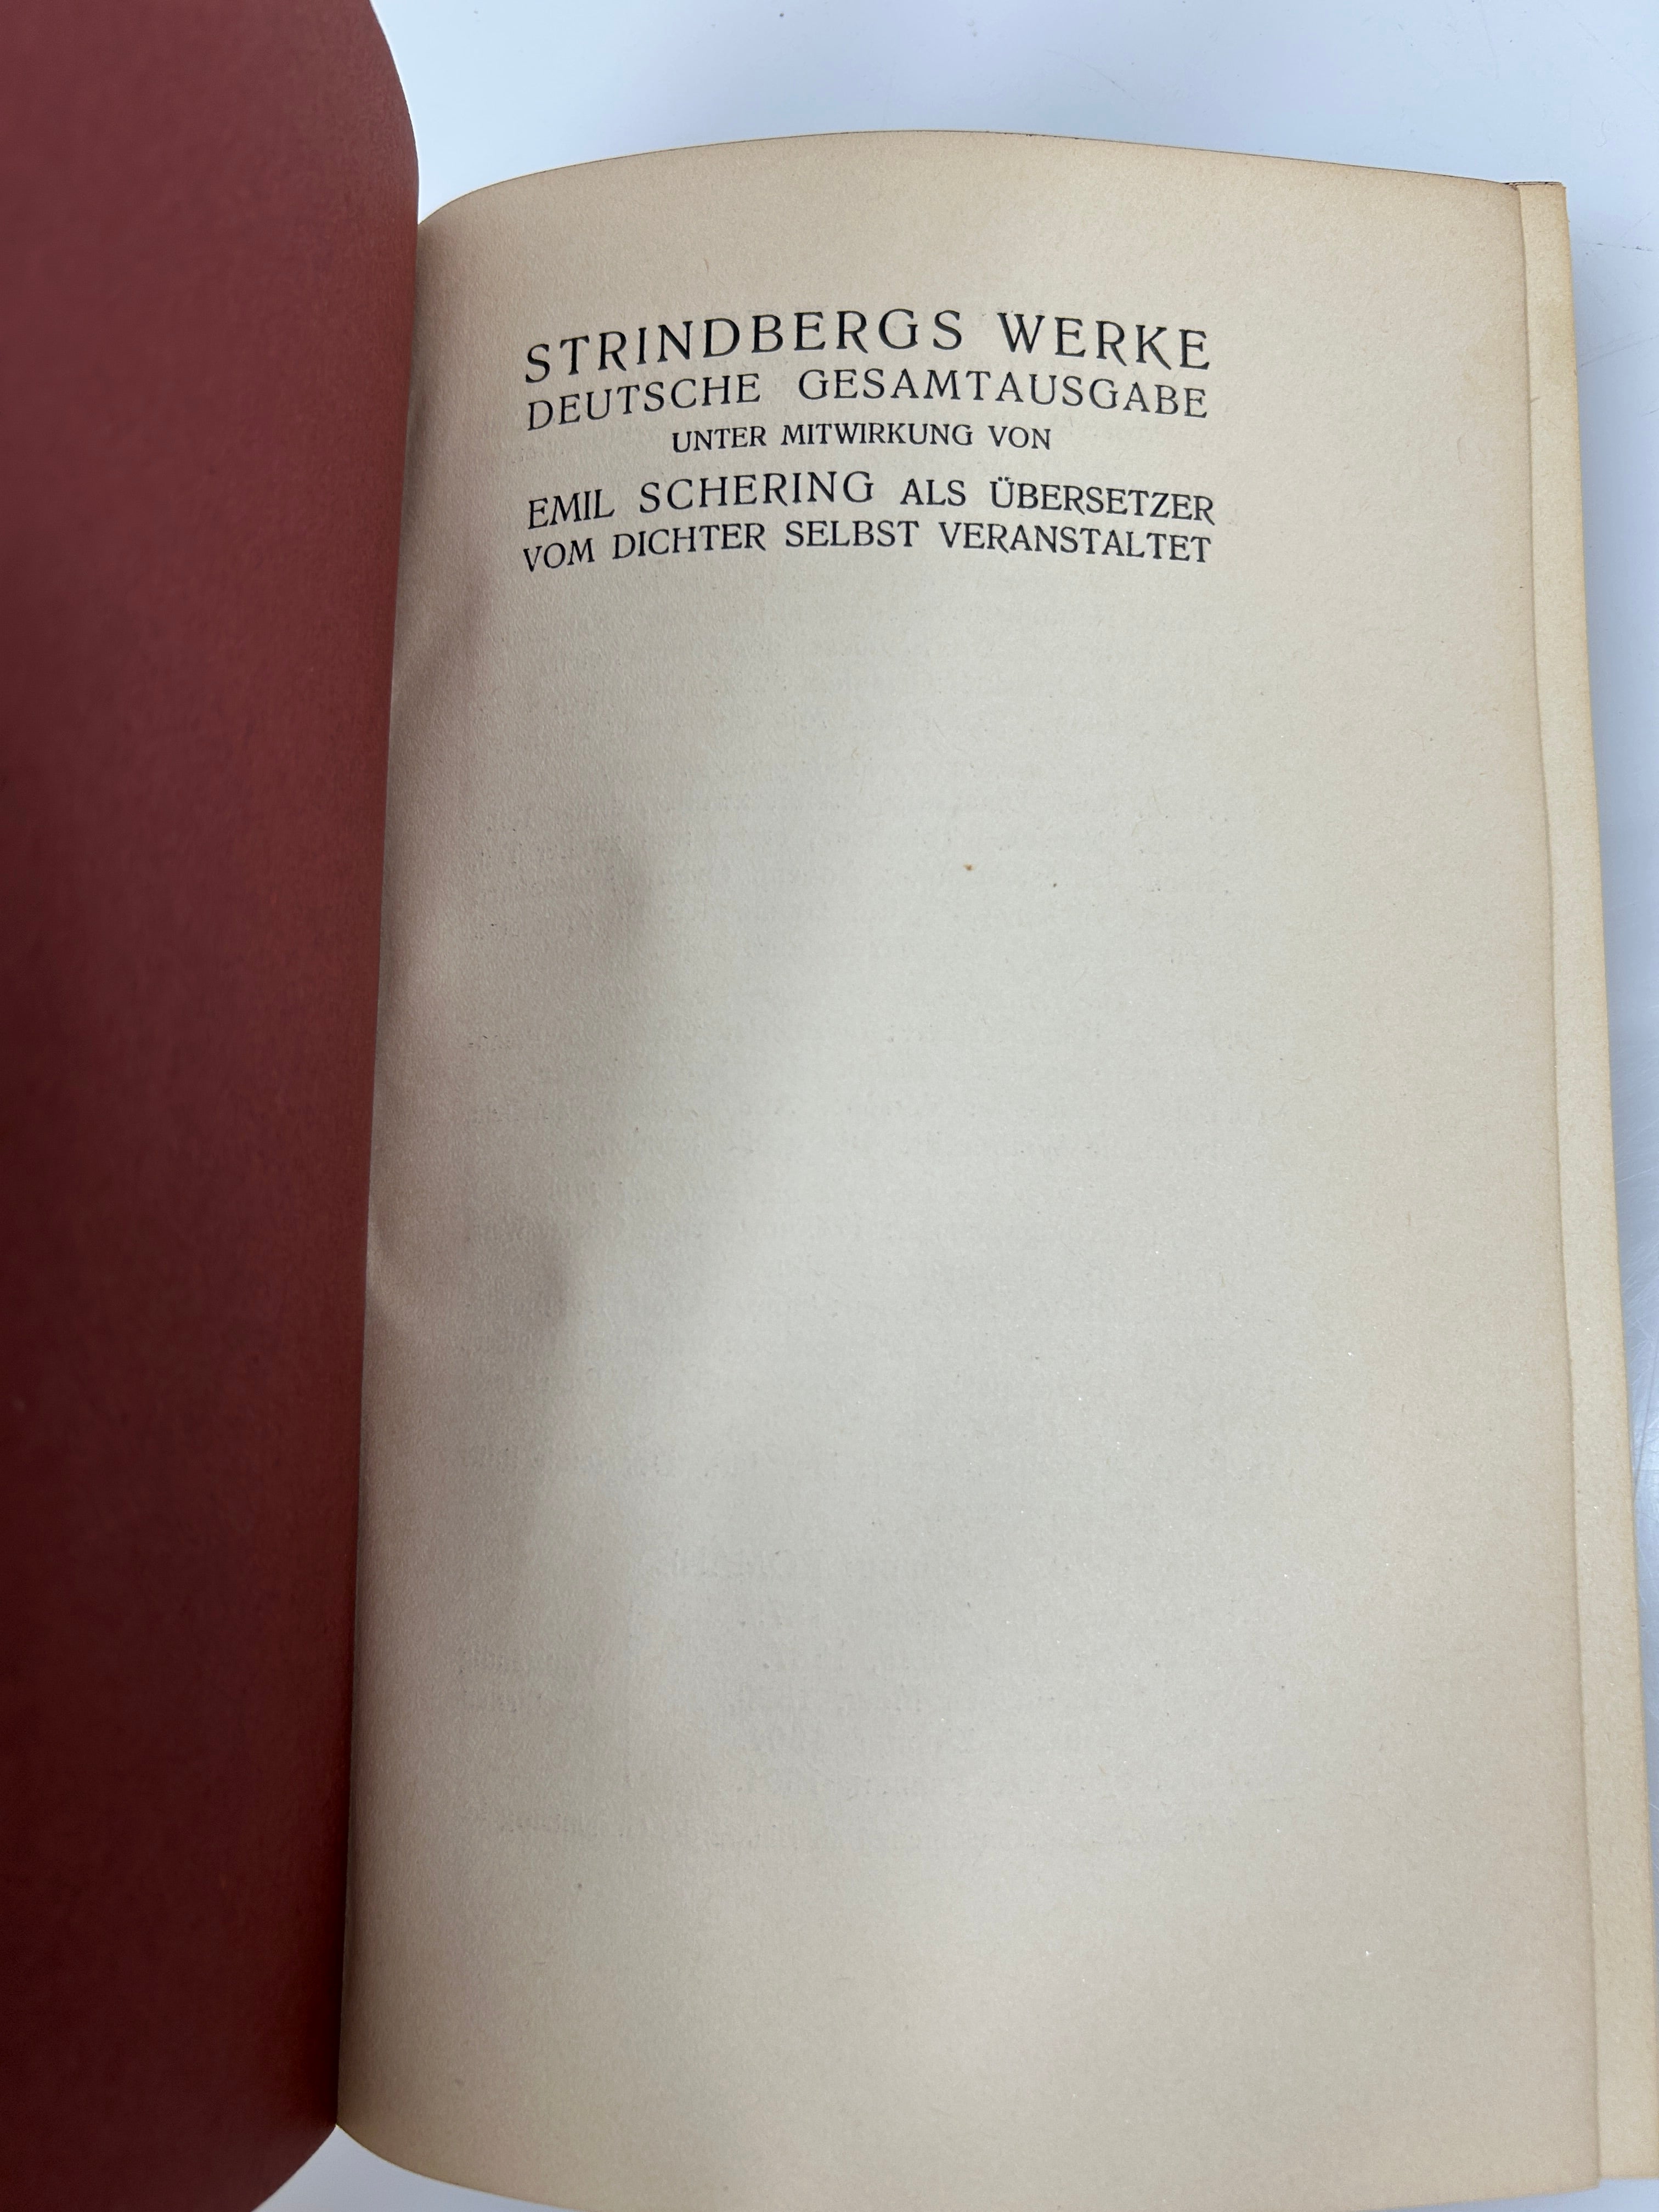 STRINDBERGS WERKE
DEUTSCHE GESAMTAUSGABE
UNTER MITWIRKUNG VON
EMIL SCHERING ALS ÜBERSETZER
VOM DICHTER SELBST VERANSTALTET